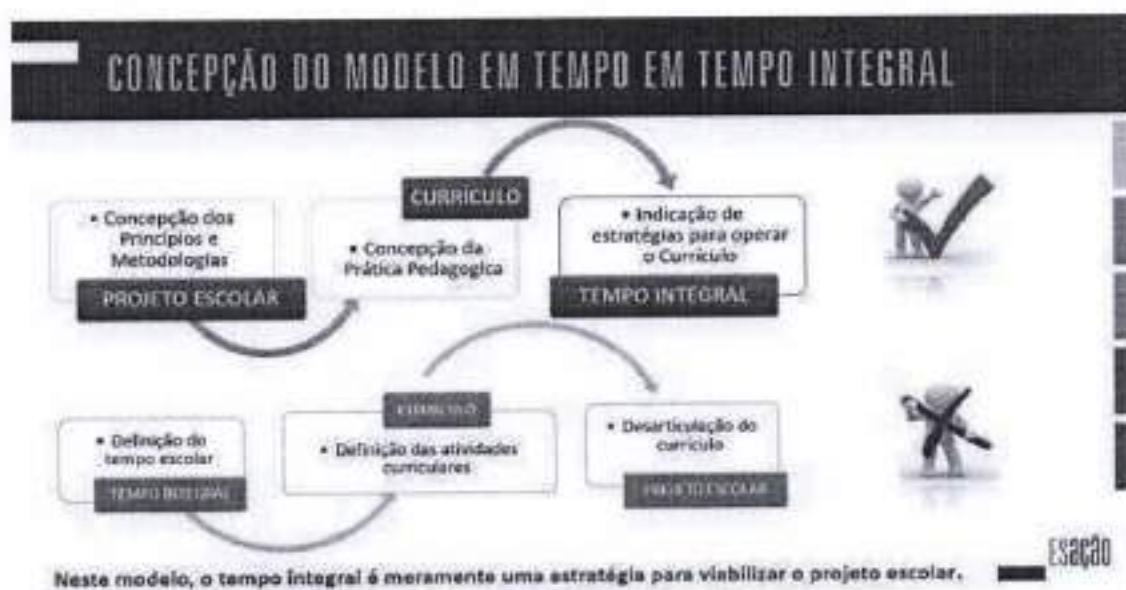 CONCEPÇÃO DO MODELO EM TEMPO EM TEMPO INTEGRAL
• Concepção dos
Princípios e
Metodologias
PROJETO ESCOLAR
CURRÍCULO
• Concepção da
Prática Pedagogica
• Indicação de
estratégias para operar
o Currículo
TEMPO INTEGRAL
• Definição do
tempo escolar
TEMPO INTEGRAL
• Definição das atividades
curriculares
• Desarticulação do
currículo
PROJETO ESCOLAR
Neste modelo, o tempo integral é meramente uma estratégia para viabilizar o projeto escolar.
ESAÇÃO